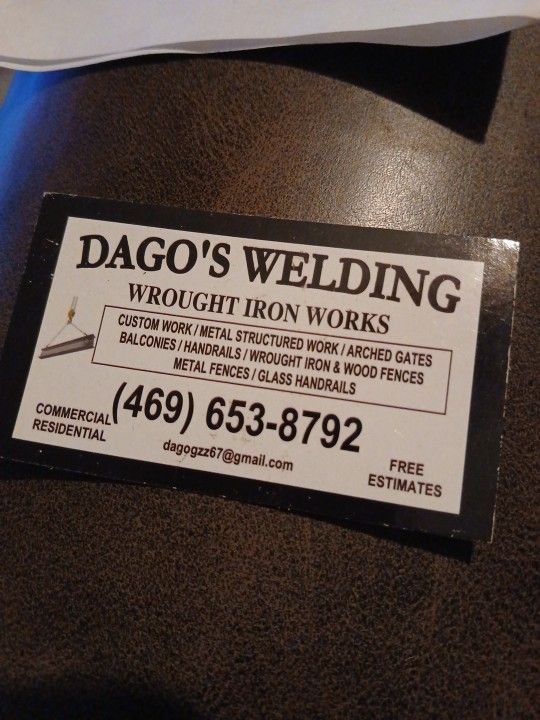 DAGO'S WELDING
WROUGHT IRON WORKS
CUSTOM WORK / METAL STRUCTURED WORK / ARCHED GATES
BALCONIES / HANDRAILS / WROUGHT IRON & WOOD FENCES
METAL FENCES / GLASS HANDRAILS
(469) 653-8792
COMMERCIAL
RESIDENTIAL
dagogzz67@gmail.com
FREE
ESTIMATES